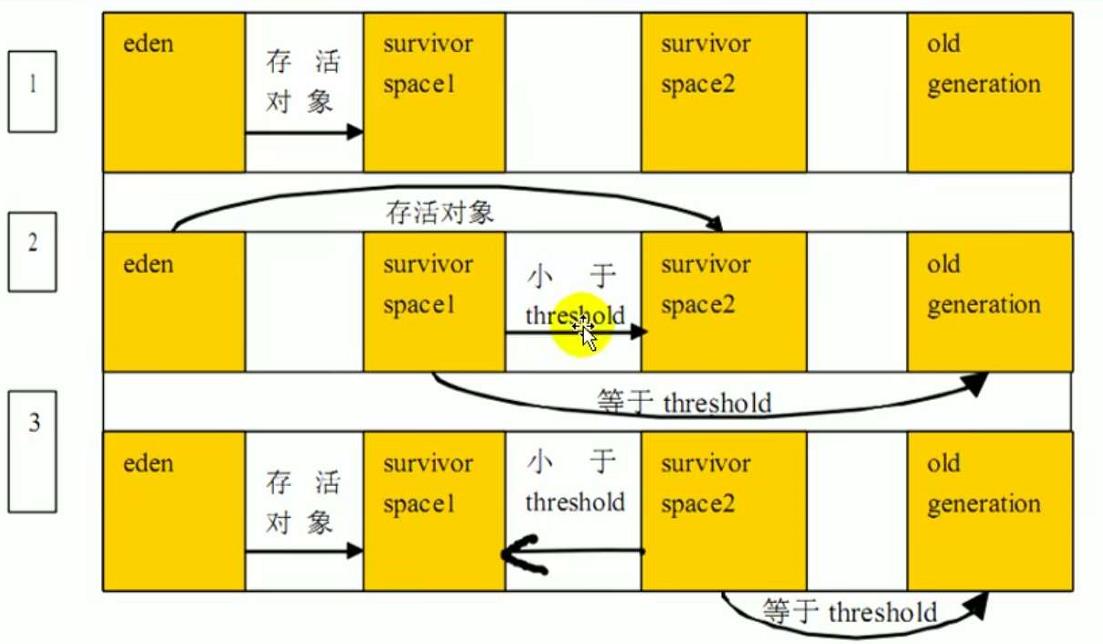 1
eden
存 活
对 象
survivor
space1
survivor
space2
old
generation
2
存活对象
eden
survivor
space1
小 于
threshold
survivor
space2
old
generation
等于 threshold
3
eden
存 活
对 象
survivor
space1
小 于
threshold
survivor
space2
old
generation
等于 threshold